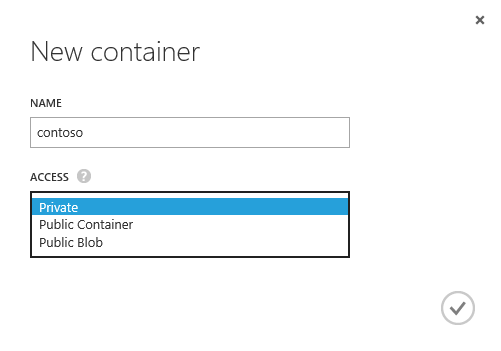 New container
NAME
contoso
ACCESS ?
Private
Public Container
Public Blob